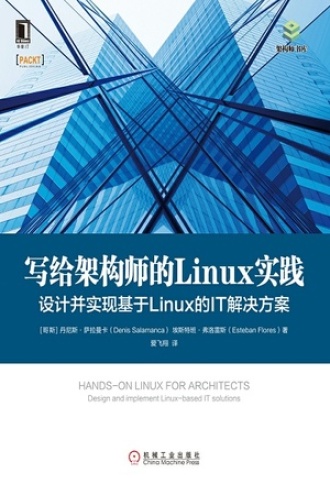 华章IT
PACKT
架构师书库
写给架构师的Linux实践
设计并实现基于Linux的IT解决方案
[哥斯] 丹尼斯·萨拉曼卡(Denis Salamanca) 埃斯特班·弗洛雷斯(Esteban Flores) 著
爱飞翔 译
HANDS-ON LINUX FOR ARCHITECTS
Design and implement Linux-based IT solutions
机械工业出版社
China Machine Press